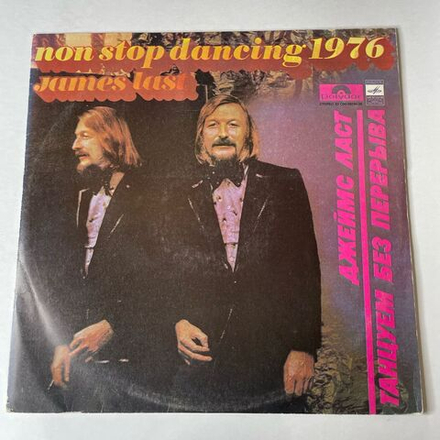 non stop dancing 1976
james last
ДЖЕЙМС ЛАСТ
ТАНЦУЕМ БЕЗ ПЕРЕРЫВА